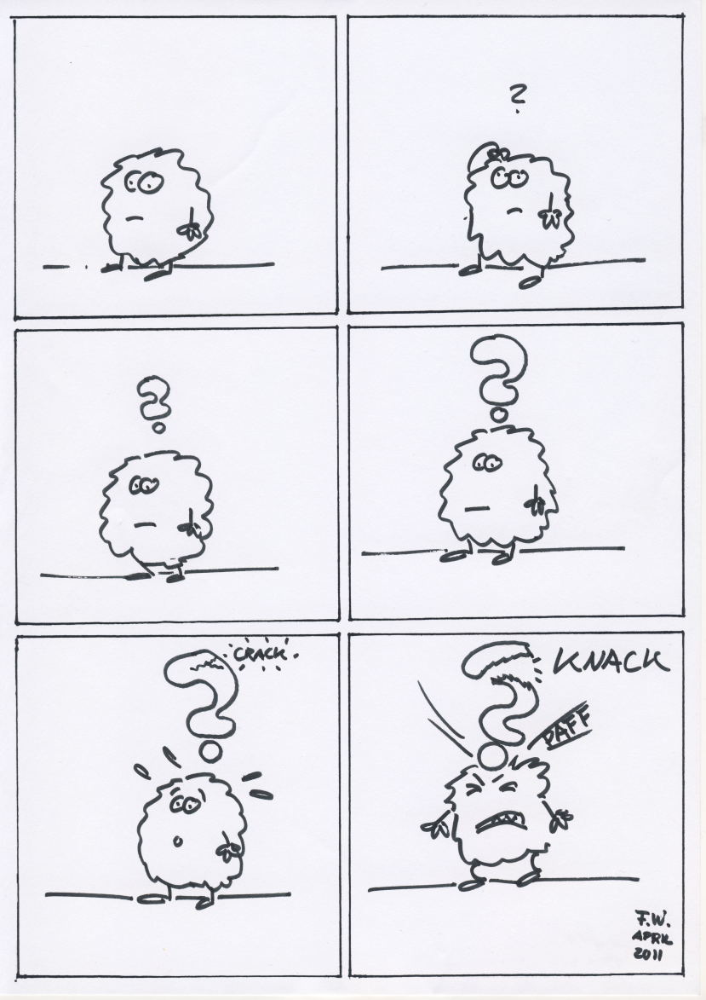 ?
?
?
?
CRACK
?
KNACK
PAFF
F.W.
APRIL
2011